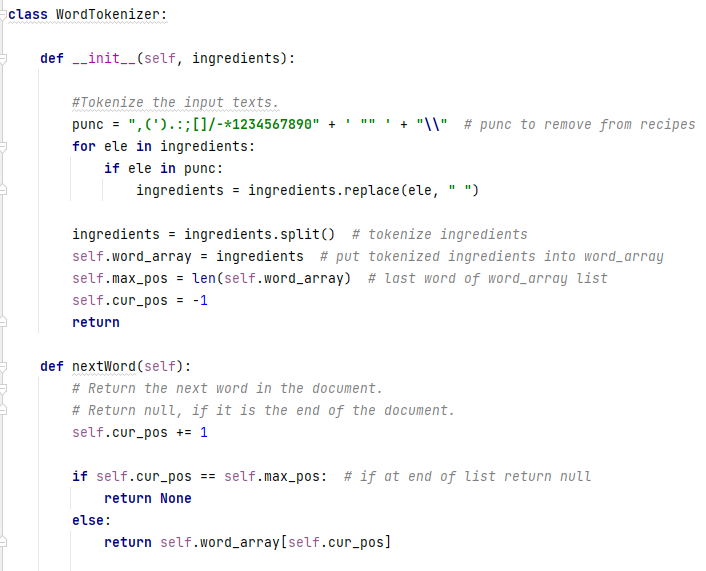 class WordTokenizer:
def __init__(self, ingredients):
#Tokenize the input texts.
punc = ",(').:;[]/-*1234567890" + ' "" ' + "\\"  # punc to remove from recipes
for ele in ingredients:
if ele in punc:
ingredients = ingredients.replace(ele, " ")
ingredients = ingredients.split()  # tokenize ingredients
self.word_array = ingredients  # put tokenized ingredients into word_array
self.max_pos = len(self.word_array)  # last word of word_array list
self.cur_pos = -1
return
def nextWord(self):
# Return the next word in the document.
# Return null, if it is the end of the document.
self.cur_pos += 1
if self.cur_pos == self.max_pos:  # if at end of list return null
return None
else:
return self.word_array[self.cur_pos]